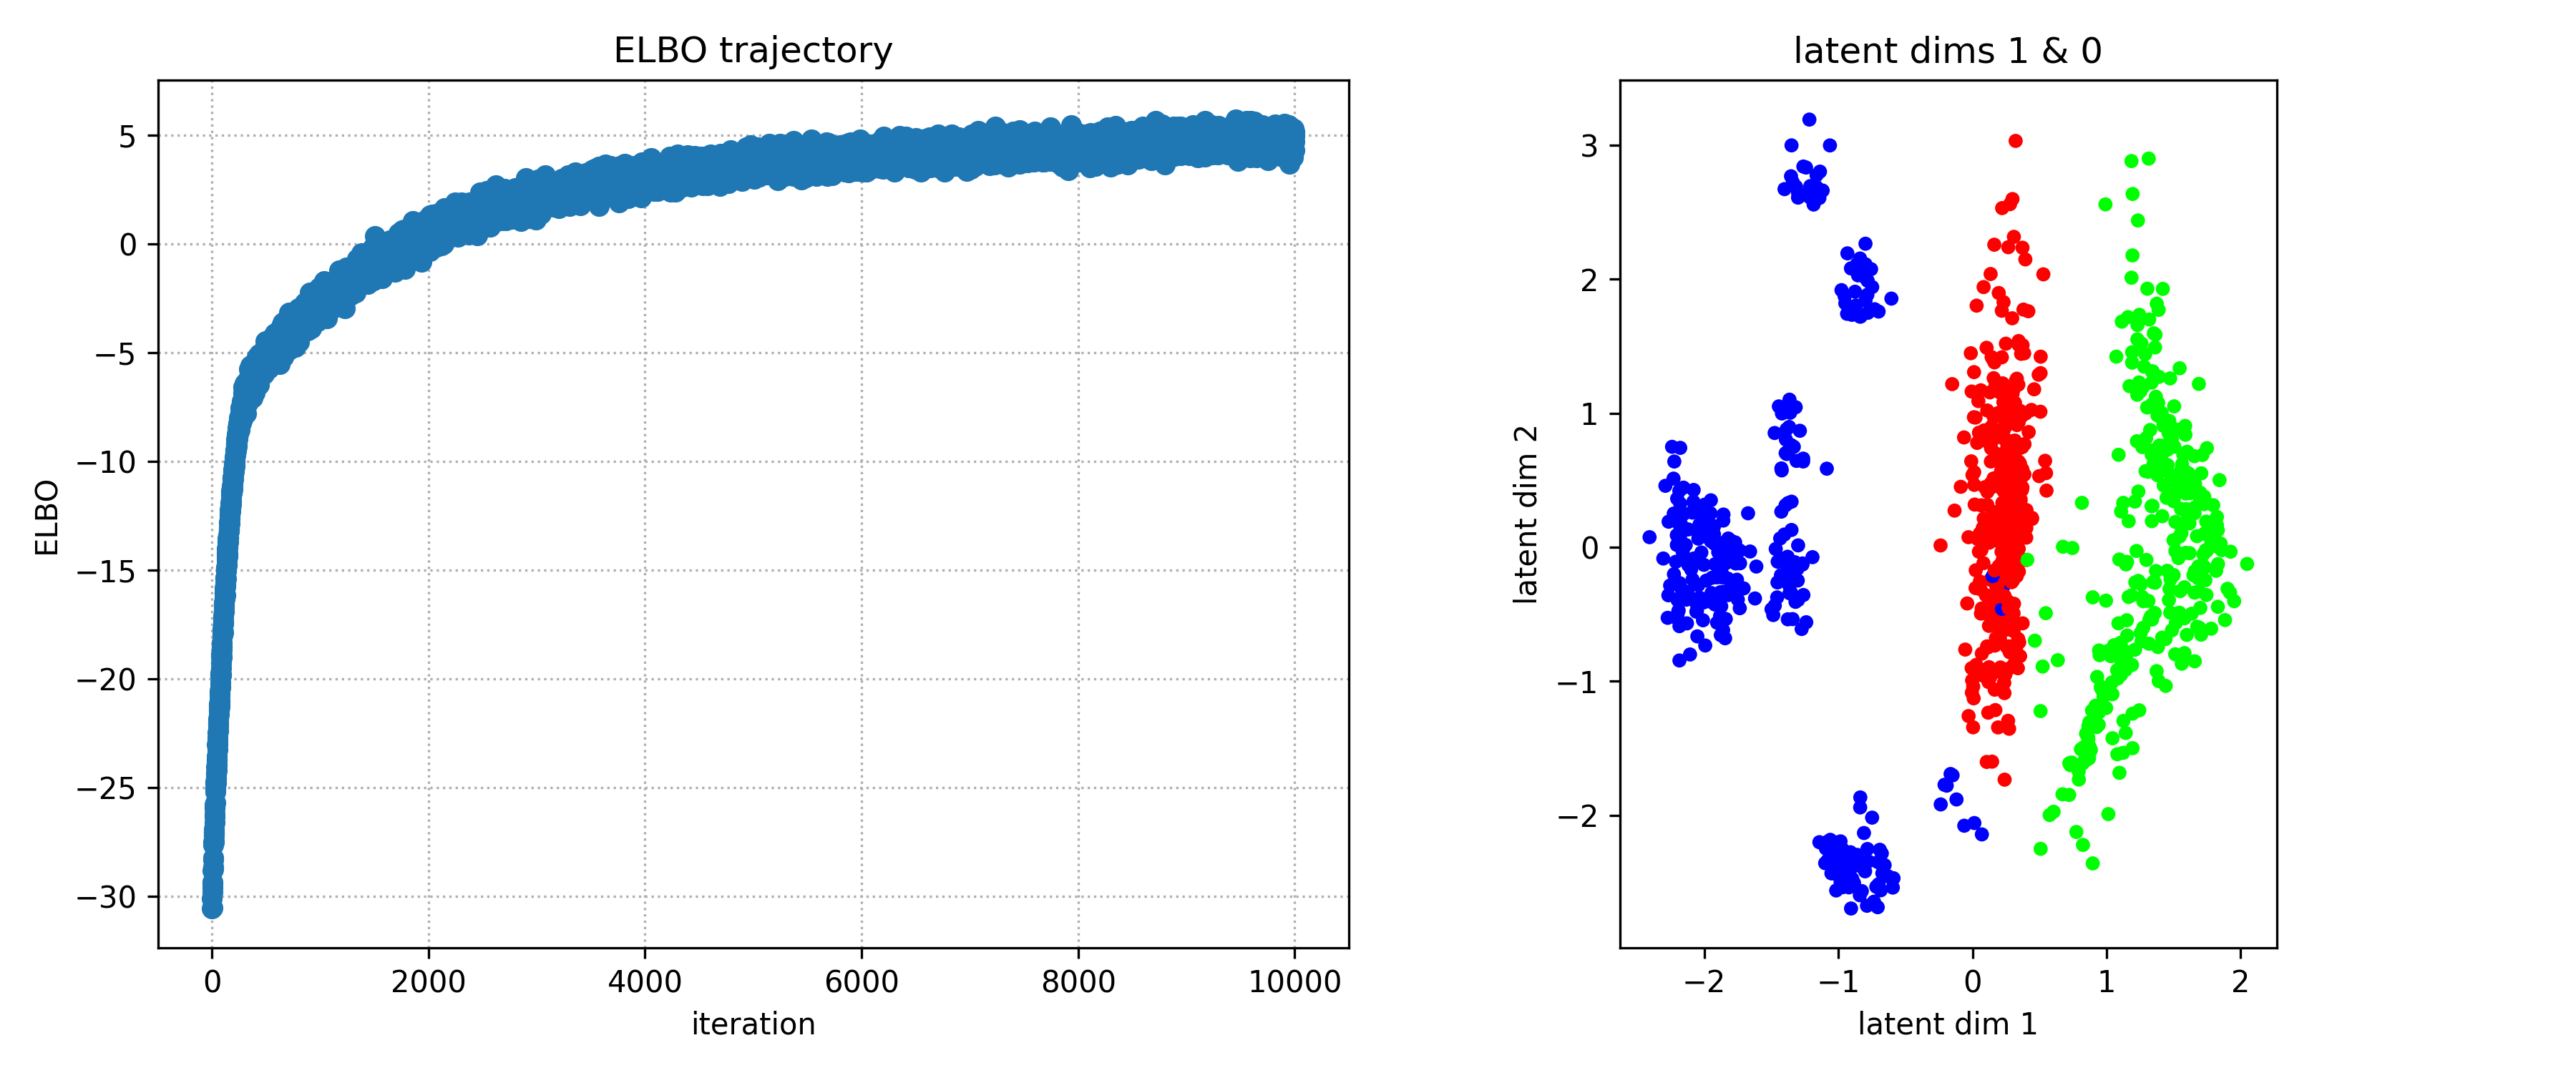 ELBO trajectory
5
0
−5
−10
−15
−20
−25
−30
ELBO
0 2000 4000 6000 8000 10000
iteration
latent dims 1 & 0
3
2
1
0
−1
−2
latent dim 2
−2 −1 0 1 2
latent dim 1